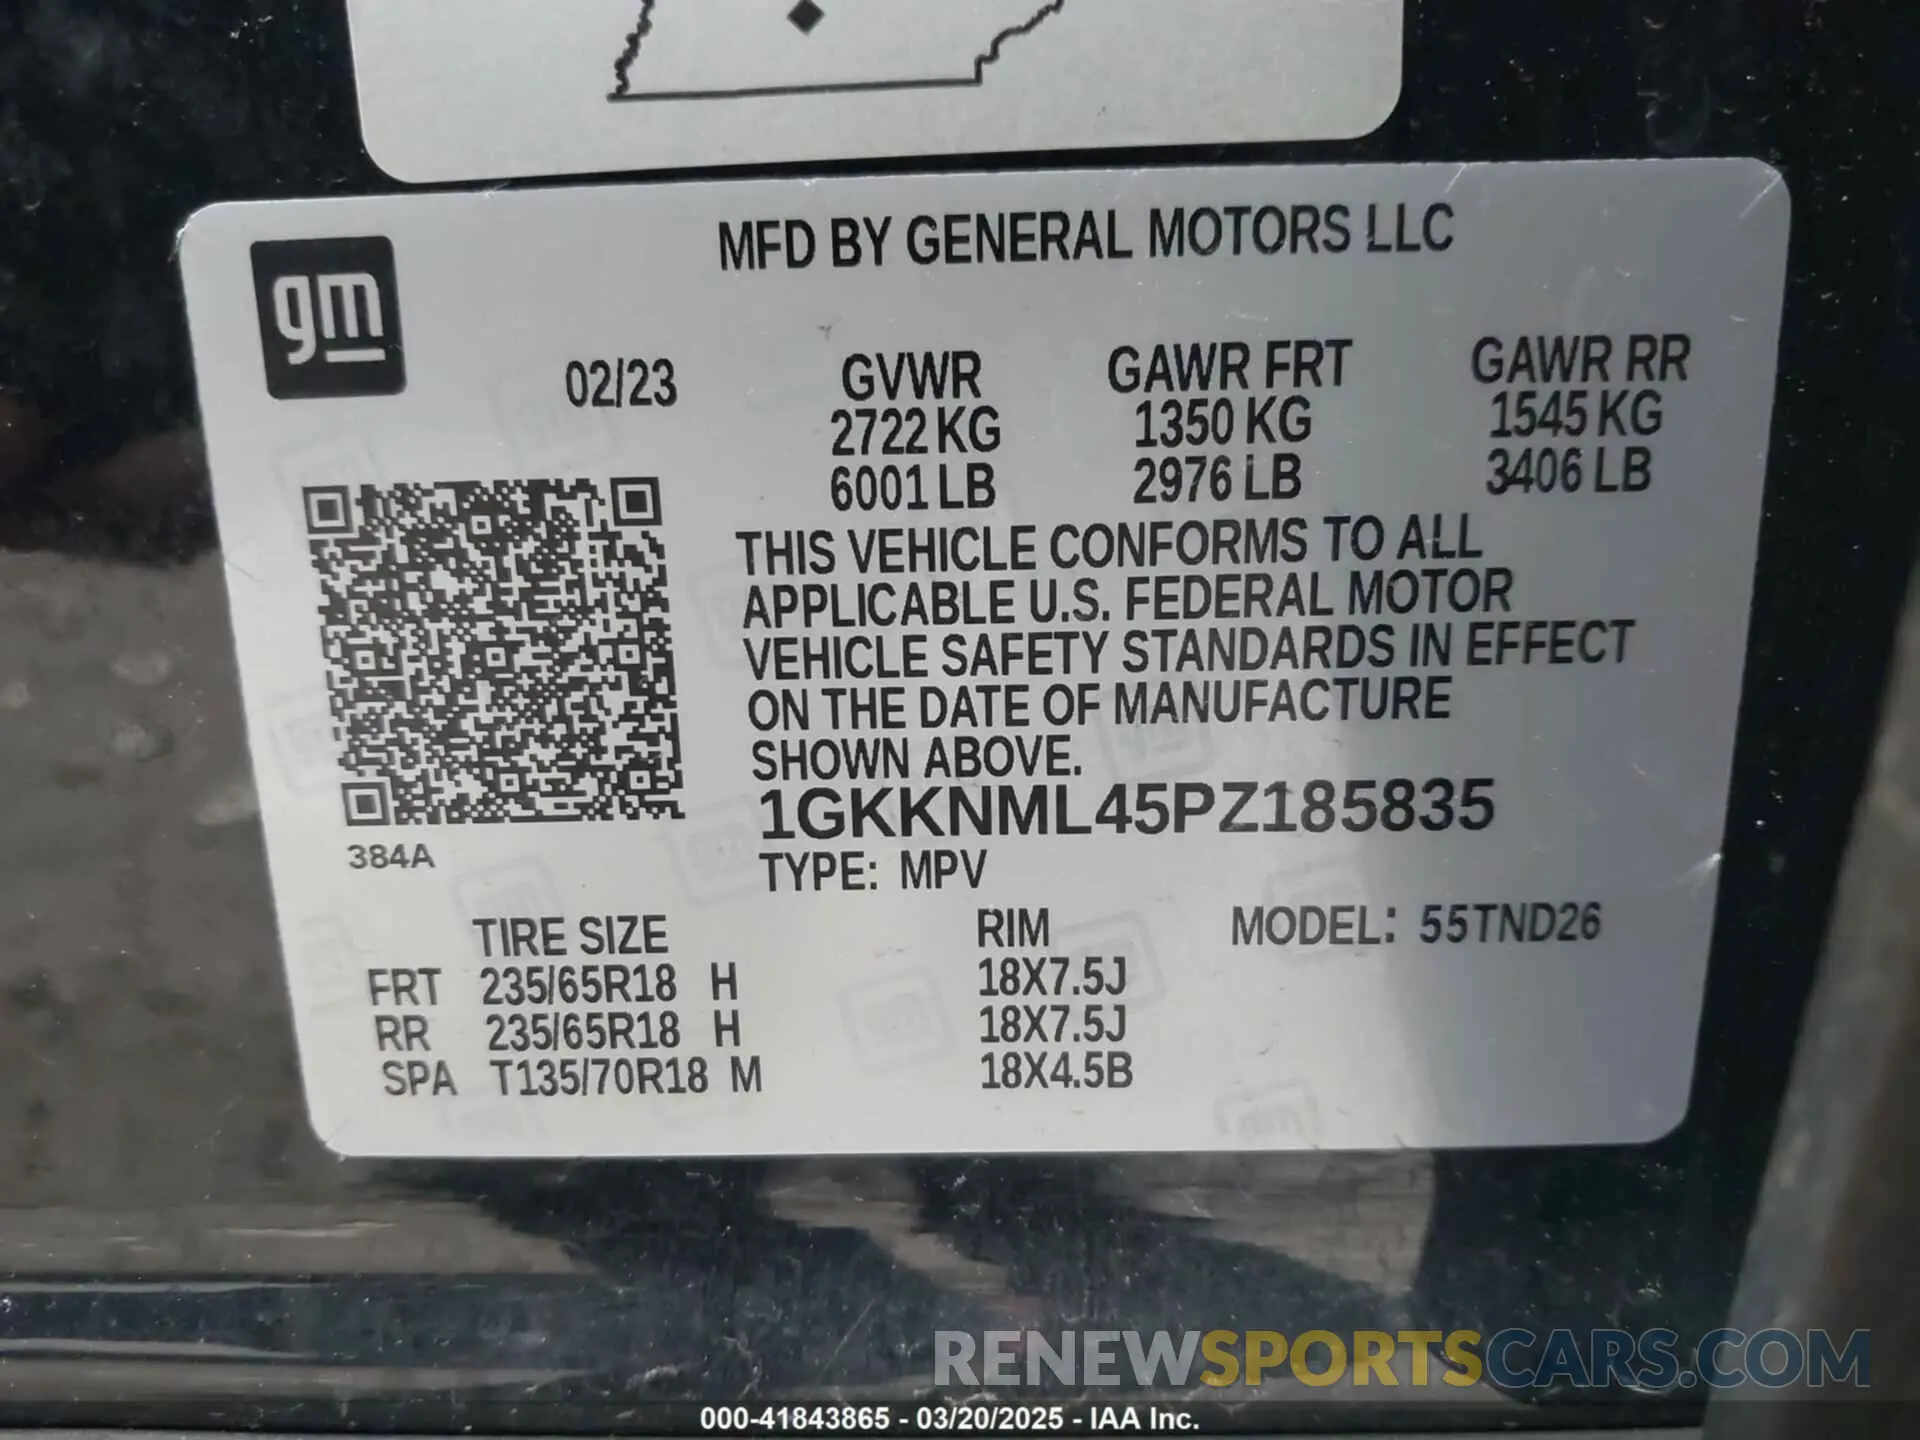 MFD BY GENERAL MOTORS LLC
gm
02/23
GVWR GAWR FRT GAWR RR
2722 KG 1350 KG 1545 KG
6001 LB 2976 LB 3406 LB
THIS VEHICLE CONFORMS TO ALL
APPLICABLE U.S. FEDERAL MOTOR
VEHICLE SAFETY STANDARDS IN EFFECT
ON THE DATE OF MANUFACTURE
SHOWN ABOVE.
1GKKNML45PZ185835
384A
TYPE: MPV
TIRE SIZE RIM MODEL: 55TND26
FRT 235/65R18 H 18X7.5J
RR 235/65R18 H 18X7.5J
SPA T135/70R18 M 18X4.5B
RENEWSPORTSCARS.COM
000-41843865 - 03/20/2025 - IAA Inc.